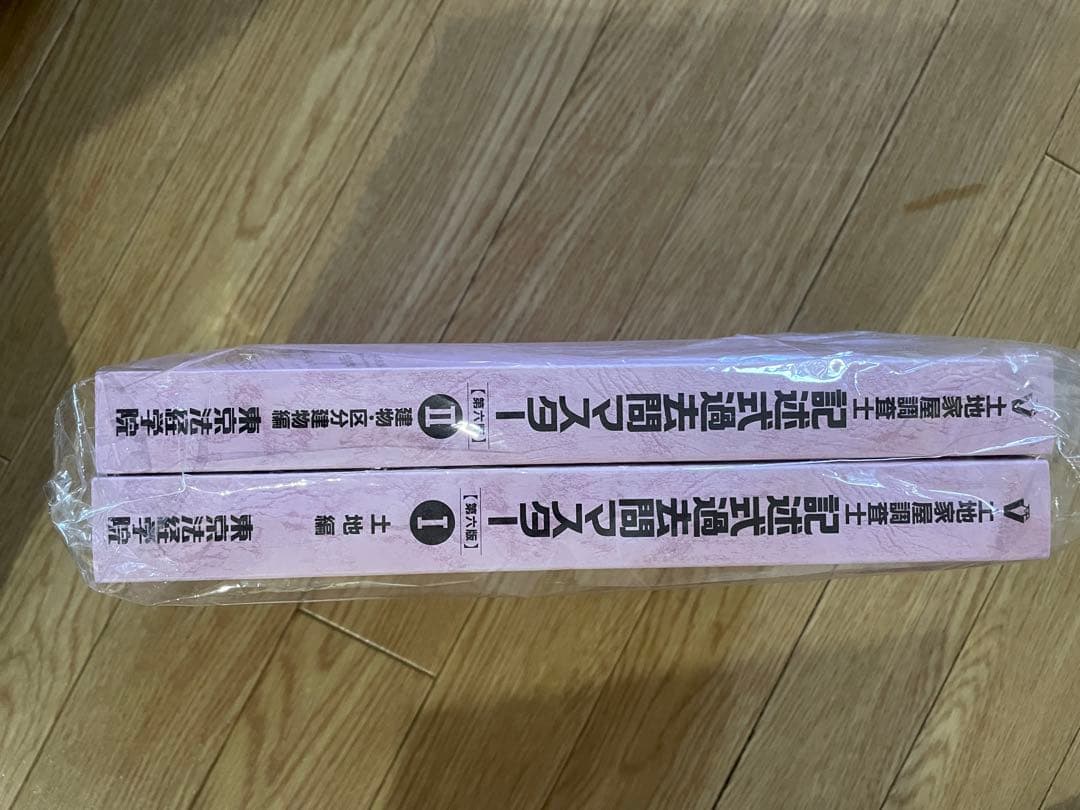 土地家屋調査士
記述式過去問マスター
【第六版】
II
建物・区分建物編
東京法経学院
土地家屋調査士
記述式過去問マスター
【第六版】
I
土地編
東京法経学院